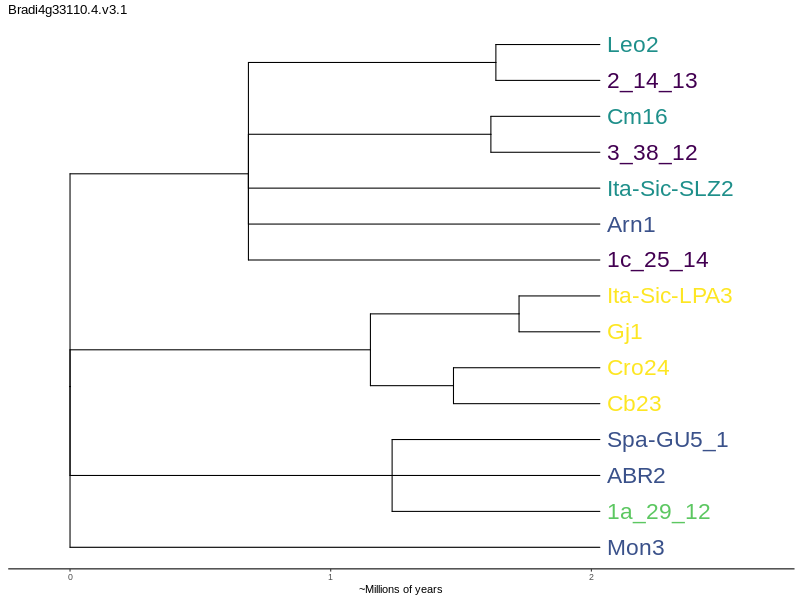 Bradi4g33110.4.v3.1
Leo2
2_14_13
Cm16
3_38_12
Ita-Sic-SLZ2
Arn1
1c_25_14
Ita-Sic-LPA3
Gj1
Cro24
Cb23
Spa-GU5_1
ABR2
1a_29_12
Mon3
0 1 2
~Millions of years